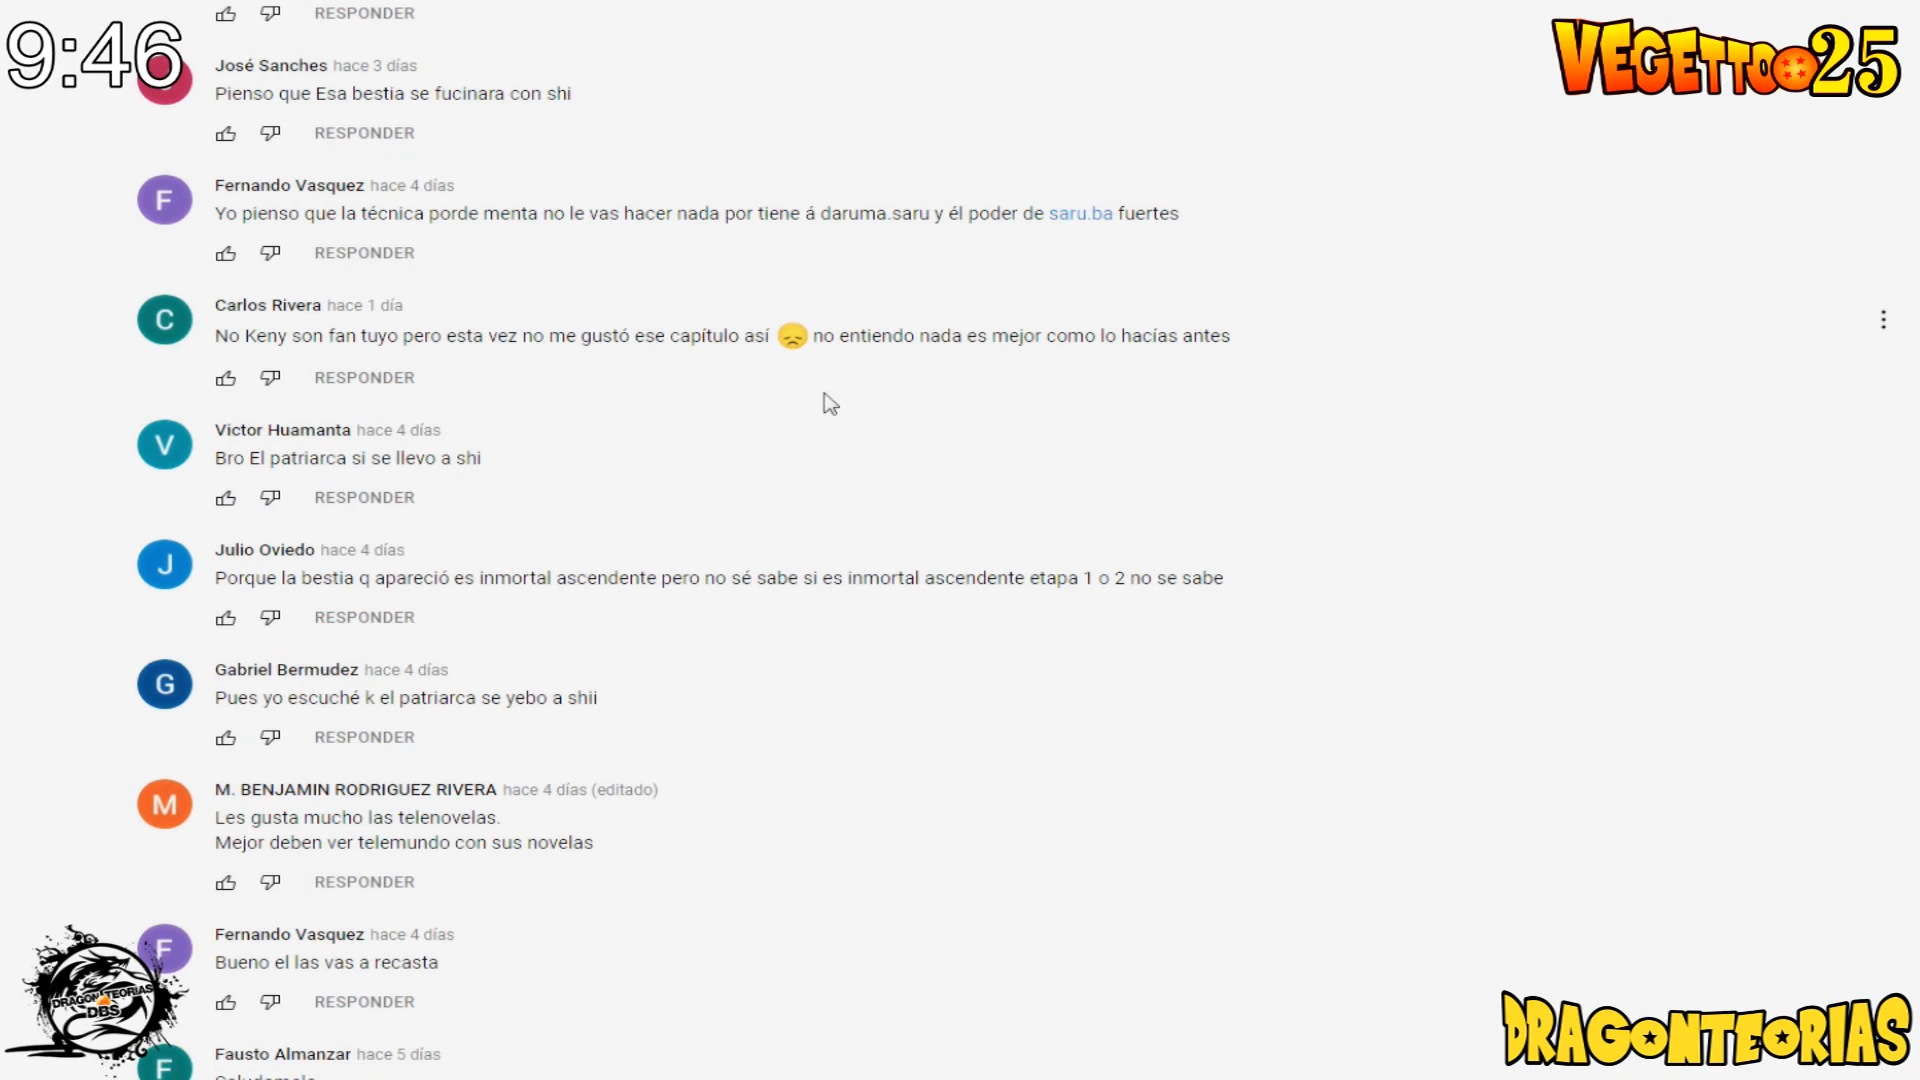 RESPONDER
9:46
VEGETTO 25
José Sanches hace 3 días
Pienso que Esa bestia se fucinara con shi
RESPONDER
F
Fernando Vasquez hace 4 días
Yo pienso que la técnica porde menta no le vas hacer nada por tiene á daruma.saru y él poder de saru.ba fuertes
RESPONDER
C
Carlos Rivera hace 1 día
No Keny son fan tuyo pero esta vez no me gustó ese capítulo así 😞 no entiendo nada es mejor como lo hacías antes
RESPONDER
V
Victor Huamanta hace 4 días
Bro El patriarca si se llevo a shi
RESPONDER
J
Julio Oviedo hace 4 días
Porque la bestia q apareció es inmortal ascendente pero no sé sabe si es inmortal ascendente etapa 1 o 2 no se sabe
RESPONDER
G
Gabriel Bermudez hace 4 días
Pues yo escuché k el patriarca se yebo a shii
RESPONDER
M
M. BENJAMIN RODRIGUEZ RIVERA hace 4 días (editado)
Les gusta mucho las telenovelas.
Mejor deben ver telemundo con sus novelas
RESPONDER
F
Fernando Vasquez hace 4 días
Bueno el las vas a recasta
RESPONDER
DRAGONTEORIAS
DBS
DRAGONTEORIAS
F
Fausto Almanzar hace 5 días